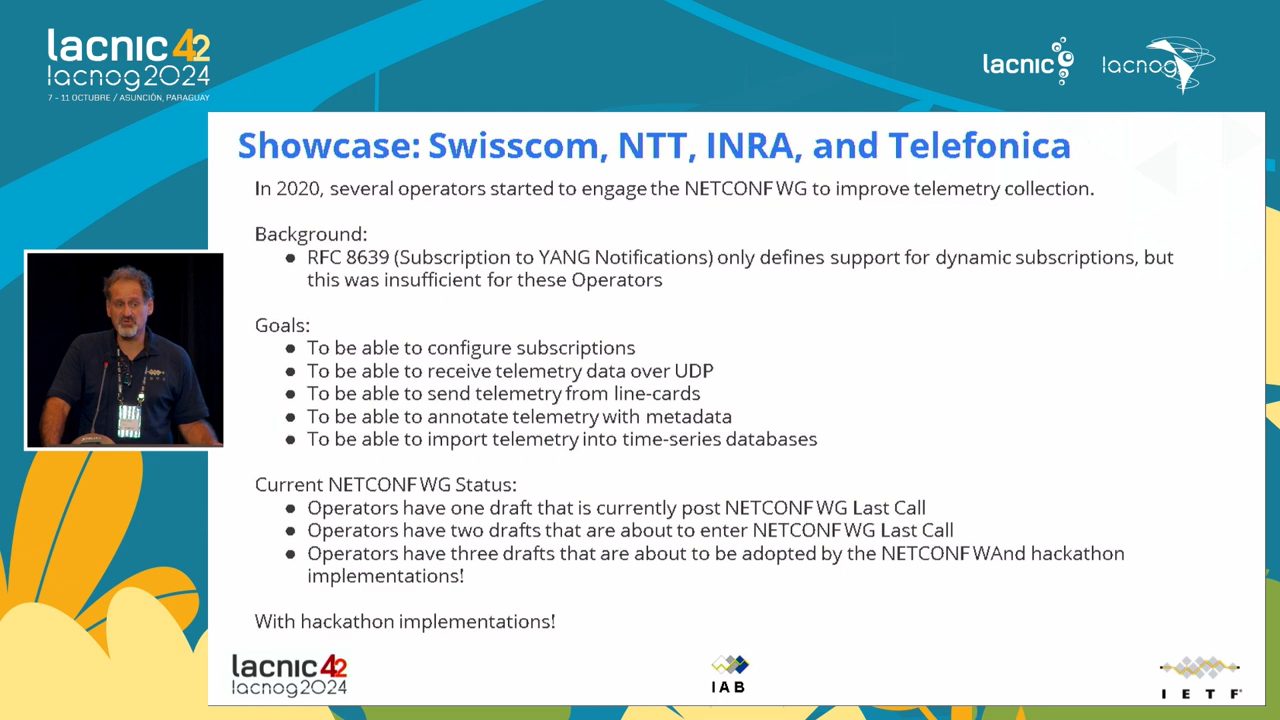 lacnic 42
lacnog2024
7 - 11 OCTUBRE / ASUNCIÓN, PARAGUAY
lacnic
lacnog
Showcase: Swisscom, NTT, INRA, and Telefonica
In 2020, several operators started to engage the NETCONF WG to improve telemetry collection.
Background:
● RFC 8639 (Subscription to YANG Notifications) only defines support for dynamic subscriptions, but
this was insufficient for these Operators
Goals:
● To be able to configure subscriptions
● To be able to receive telemetry data over UDP
● To be able to send telemetry from line-cards
● To be able to annotate telemetry with metadata
● To be able to import telemetry into time-series databases
Current NETCONF WG Status:
● Operators have one draft that is currently post NETCONF WG Last Call
● Operators have two drafts that are about to enter NETCONF WG Last Call
● Operators have three drafts that are about to be adopted by the NETCONF WAnd hackathon
implementations!
With hackathon implementations!
lacnic 42
lacnog2024
IAB
IETF®